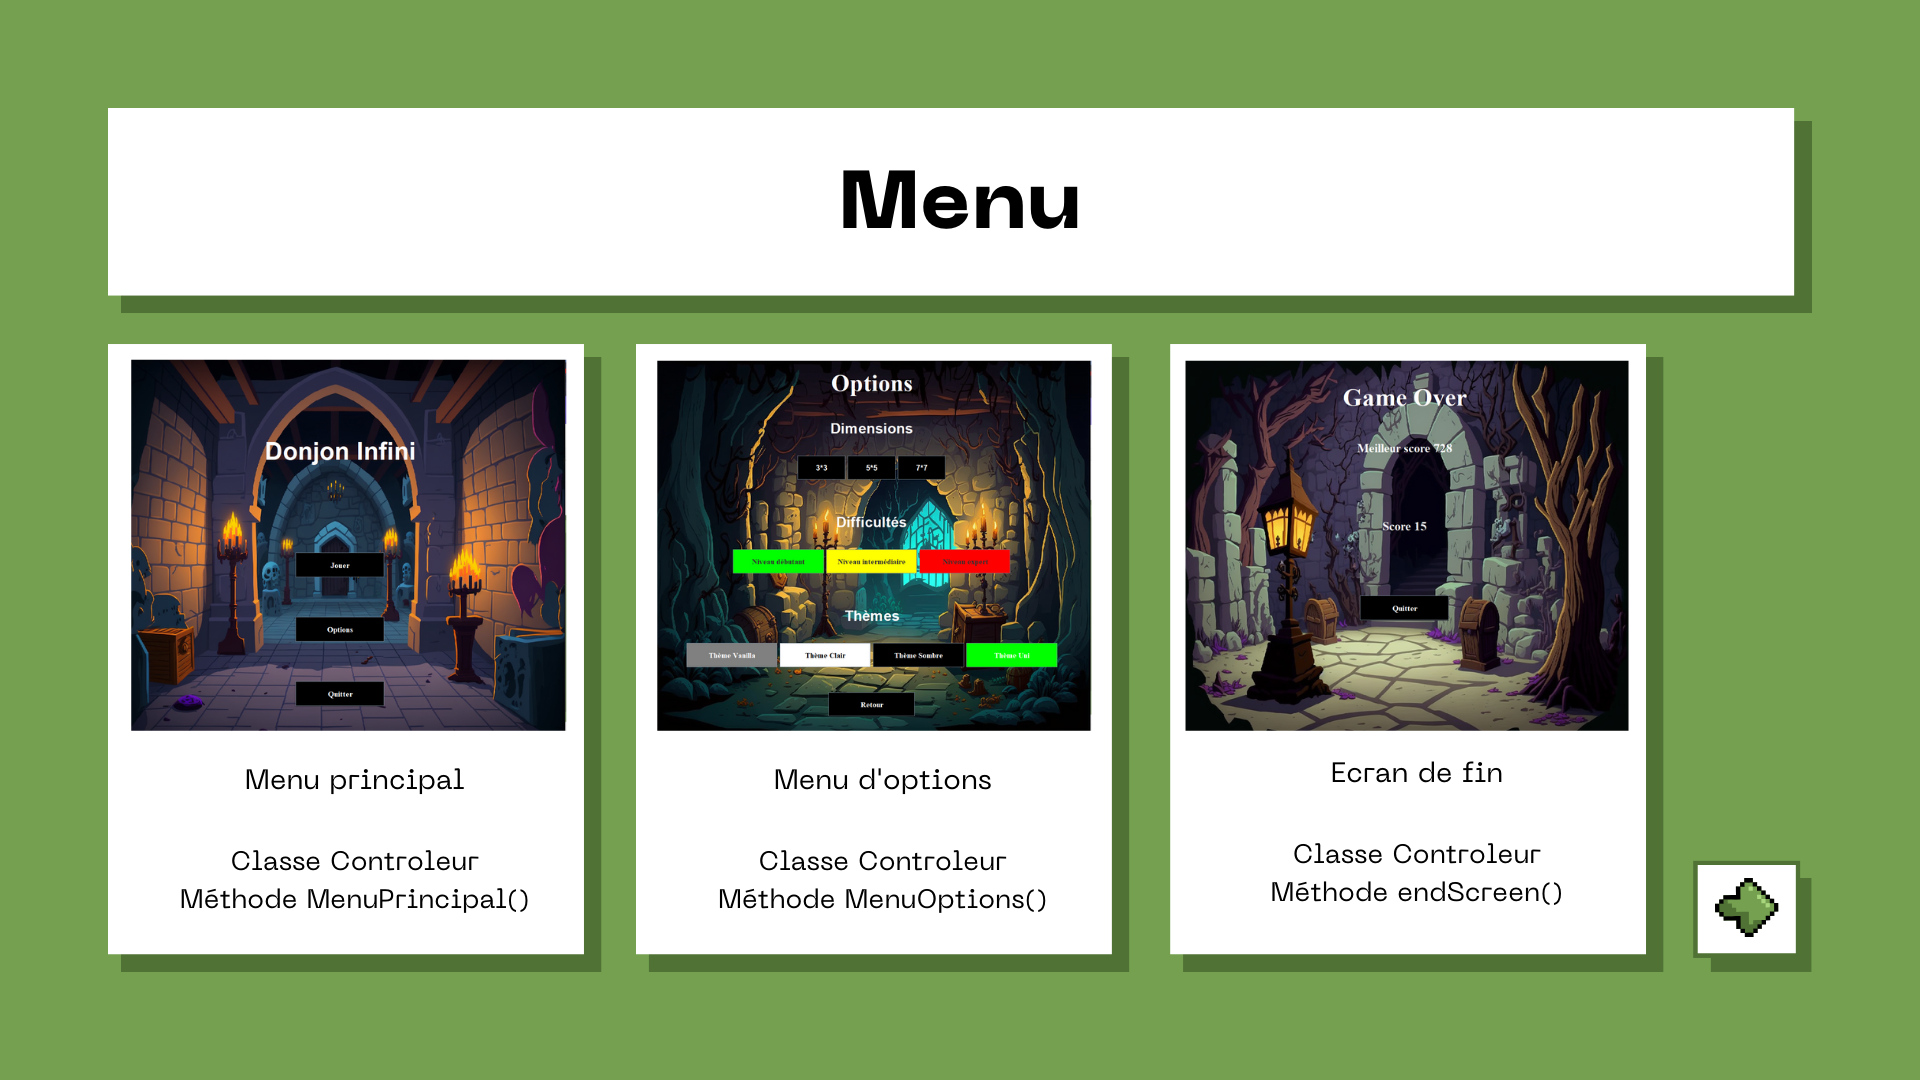 Menu
Donjon Infini
Jouer
Options
Quitter
Menu principal
Classe Controleur
Méthode MenuPrincipal()
Options
Dimensions
3*3 5*5 7*7
Difficultés
Niveau débutant Niveau intermédiaire Niveau expert
Thèmes
Thème Vanilla Thème Clair Thème Sombre Thème Uni
Retour
Menu d'options
Classe Controleur
Méthode MenuOptions()
Game Over
Meilleur score 728
Score 15
Quitter
Ecran de fin
Classe Controleur
Méthode endScreen()